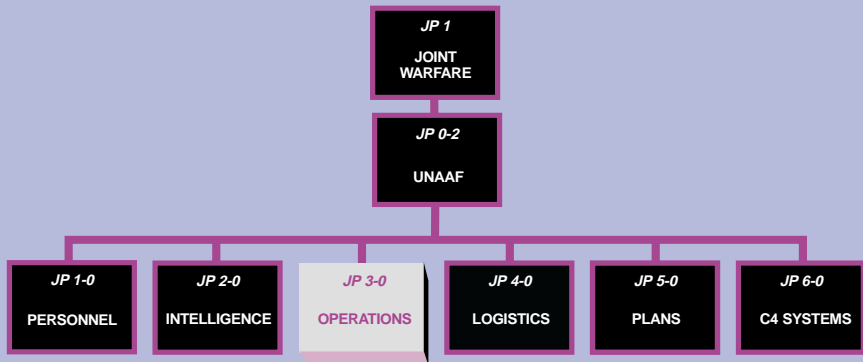 JP 1
JOINT
WARFARE
JP 0-2
UNAAF
JP 1-0
PERSONNEL
JP 2-0
INTELLIGENCE
JP 3-0
OPERATIONS
JP 4-0
LOGISTICS
JP 5-0
PLANS
JP 6-0
C4 SYSTEMS